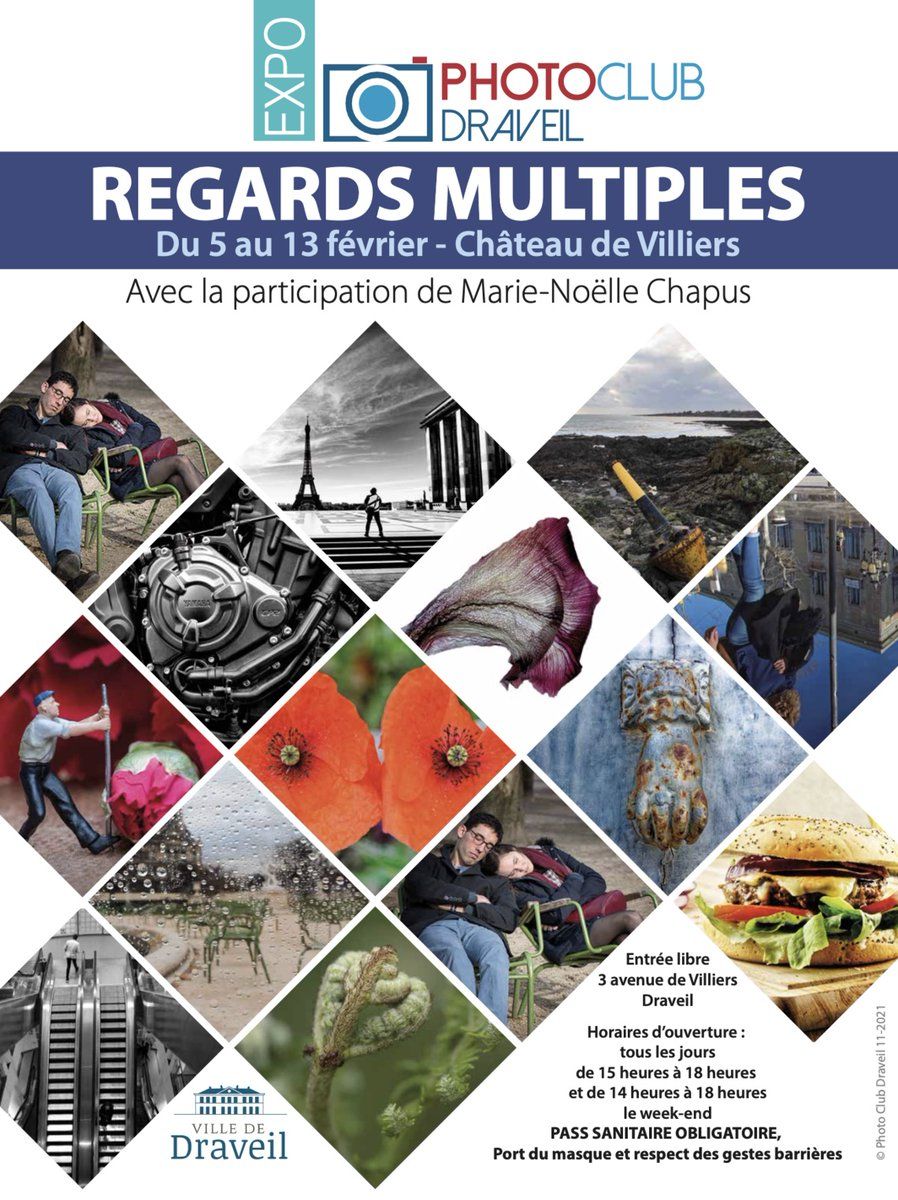 EXPO
PHOTOCLUB
DRAVEIL
REGARDS MULTIPLES
Du 5 au 13 février - Château de Villiers
Avec la participation de Marie-Noëlle Chapus
YAMAHA
Entrée libre
3 avenue de Villiers
Draveil
Horaires d’ouverture :
tous les jours
de 15 heures à 18 heures
et de 14 heures à 18 heures
le week-end
PASS SANITAIRE OBLIGATOIRE,
Port du masque et respect des gestes barrières
VILLE DE
Draveil
© Photo Club Draveil 11-2021